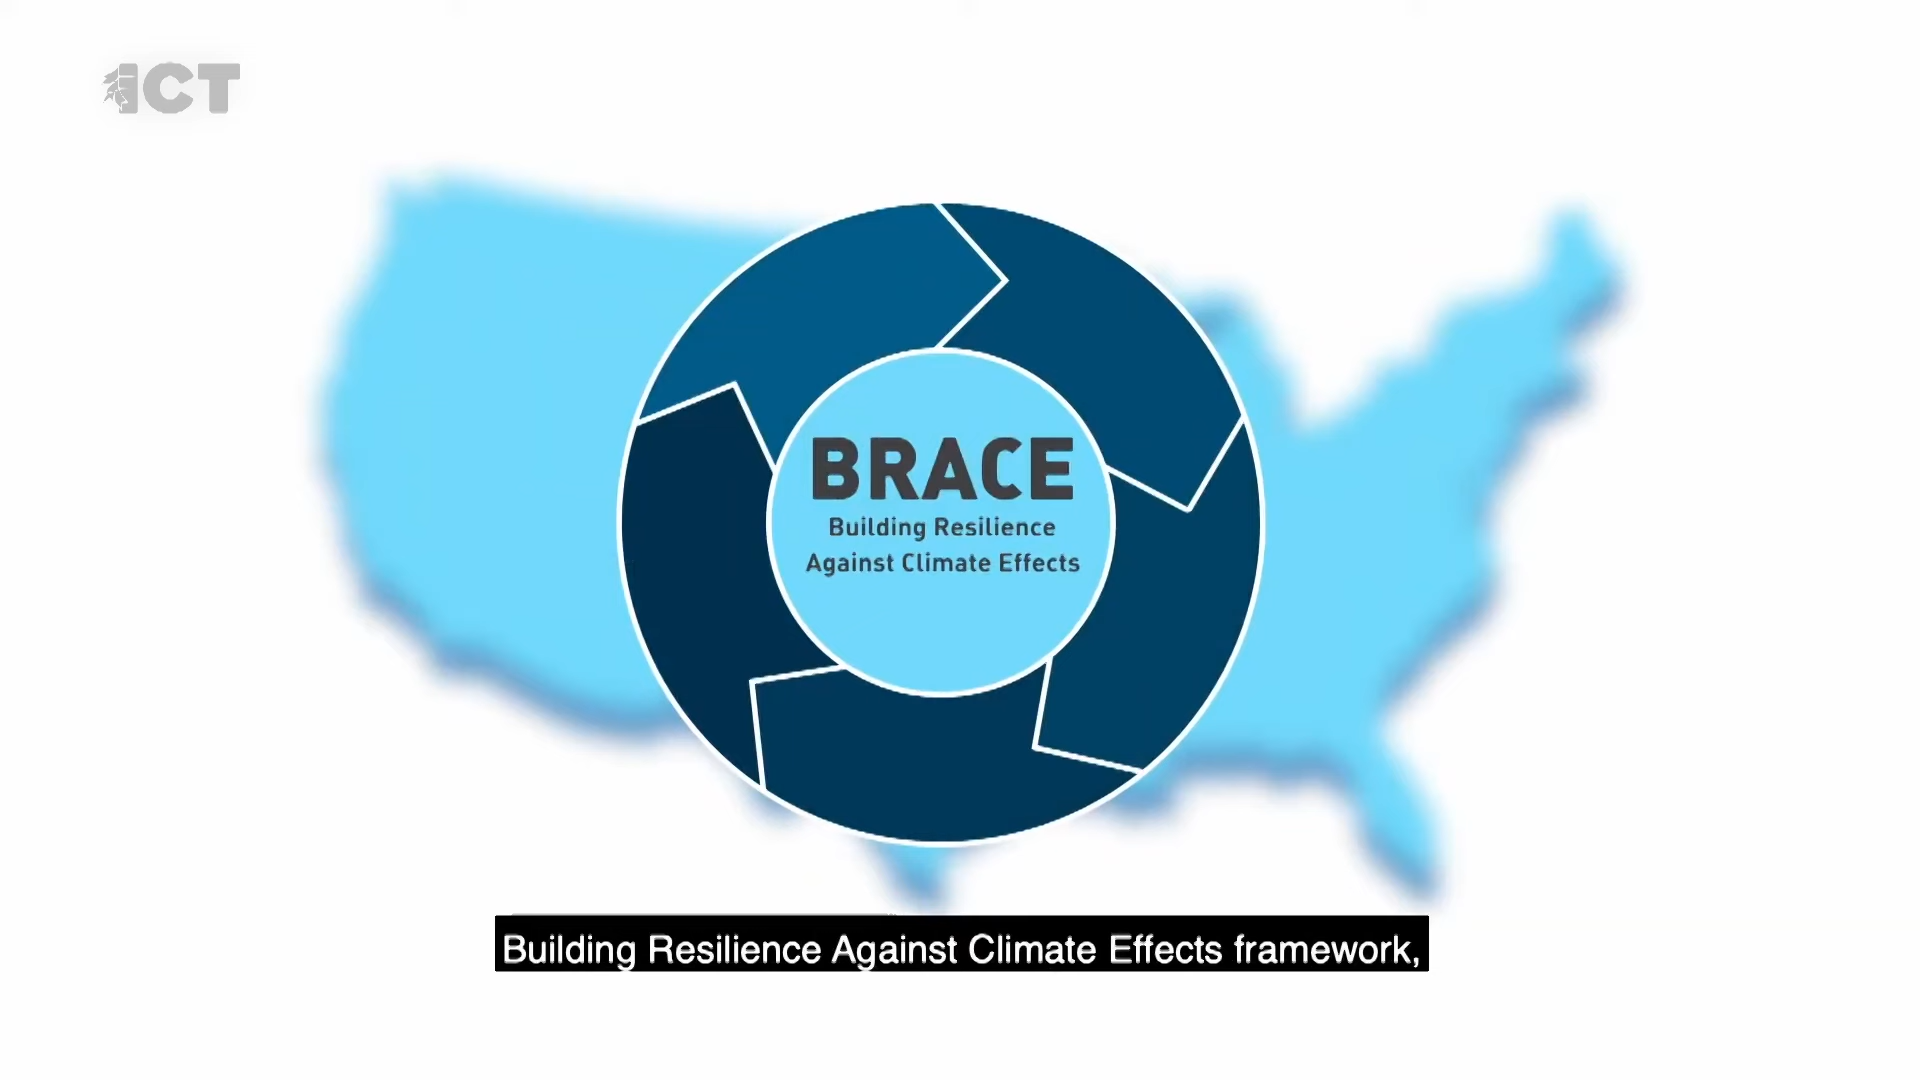 ICT
BRACE
Building Resilience
Against Climate Effects
Building Resilience Against Climate Effects framework,